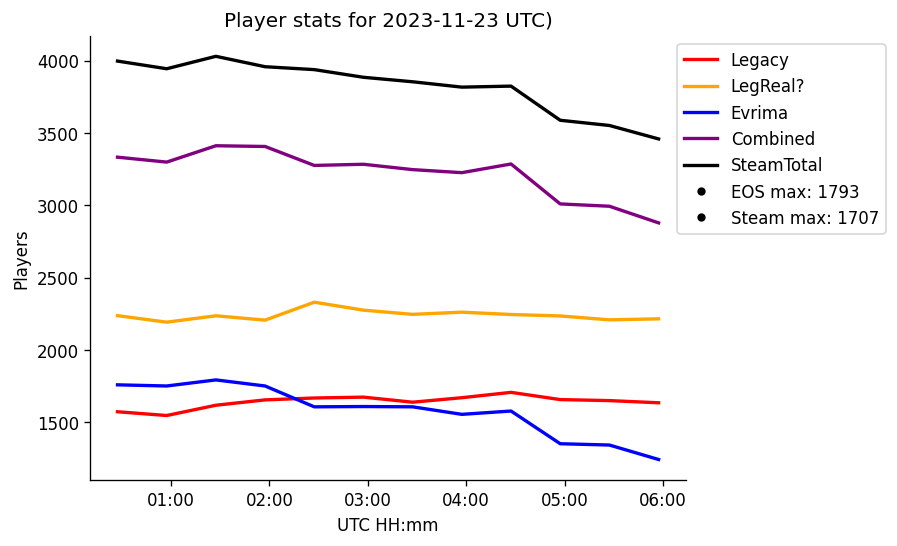 Player stats for 2023-11-23 UTC)
Legacy
LegReal?
Evrima
Combined
SteamTotal
EOS max: 1793
Steam max: 1707
Players
4000
3500
3000
2500
2000
1500
01:00
02:00
03:00
04:00
05:00
06:00
UTC HH:mm